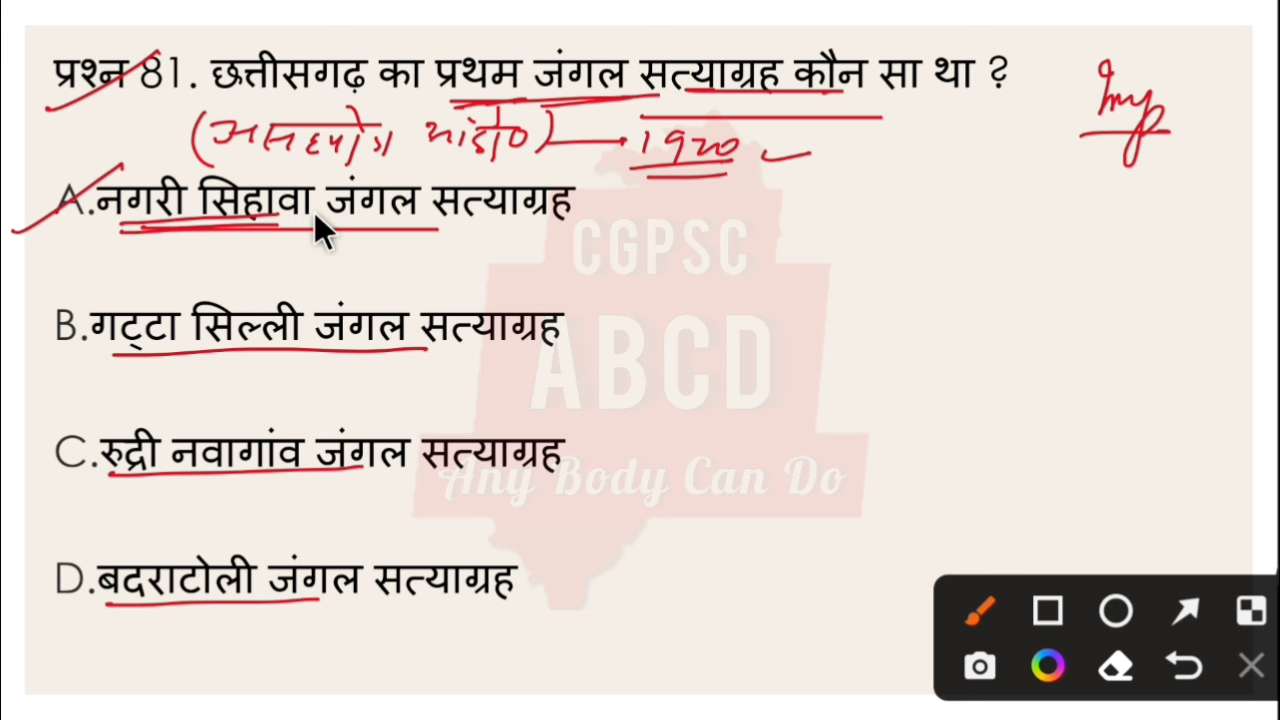 प्रश्न 81. छत्तीसगढ़ का प्रथम जंगल सत्याग्रह कौन सा था ?
Imp
(असहयोग आंदो०) 1920
A.नगरी सिहावा जंगल सत्याग्रह
CGPSC
B.गट्टा सिल्ली जंगल सत्याग्रह
ABCD
C.रुद्री नवागांव जंगल सत्याग्रह
Any Body Can Do
D.बदराटोली जंगल सत्याग्रह